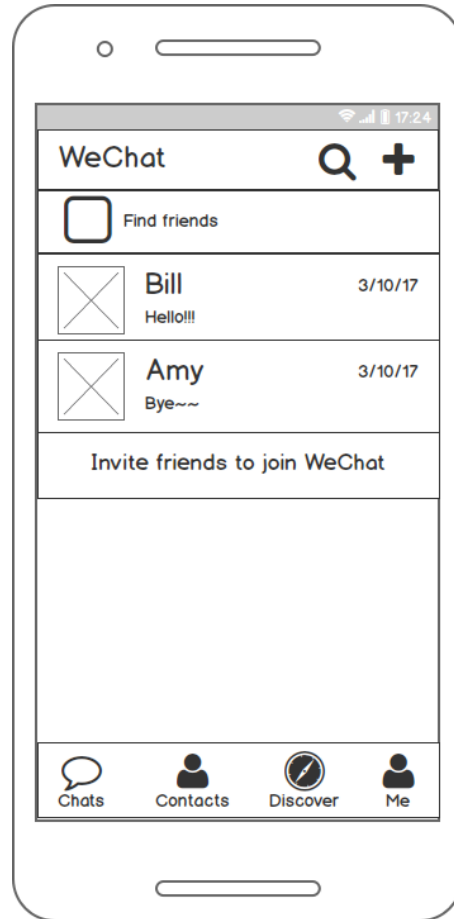 17:24
WeChat
Find friends
Bill 3/10/17
Hello!!!
Amy 3/10/17
Bye~~
Invite friends to join WeChat
Chats Contacts Discover Me